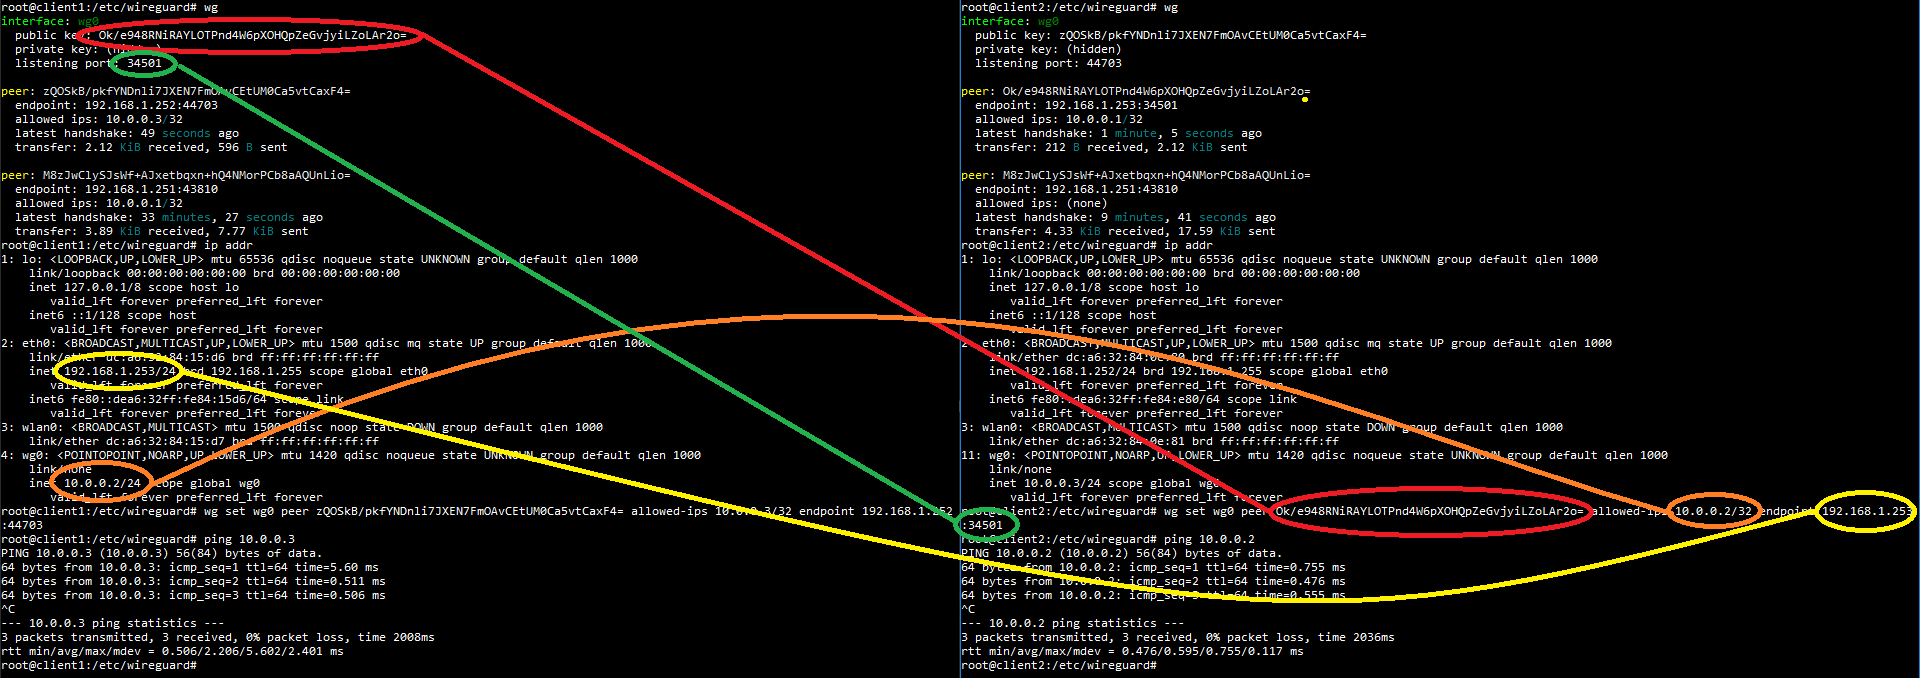 root@client1:/etc/wireguard# wg
interface: wg0
public key: Ok/e948RNiRAYLOTPnd4W6pXOHQpZeGvjyiLZoLAr2o=
private key: (hidden)
listening port: 34501
peer: zQOSkB/pkfYNDnli7JXEN7FmOAvCEtUM0Ca5vtCaxF4=
endpoint: 192.168.1.252:44703
allowed ips: 10.0.0.3/32
latest handshake: 49 seconds ago
transfer: 2.12 KiB received, 596 B sent
peer: M8zJwClySJsWf+AJxetbqxn+hQ4NMorPCb8aAQUnLio=
endpoint: 192.168.1.251:43810
allowed ips: 10.0.0.1/32
latest handshake: 33 minutes, 27 seconds ago
transfer: 3.89 KiB received, 7.77 KiB sent
root@client1:/etc/wireguard# ip addr
1: lo: <LOOPBACK,UP,LOWER_UP> mtu 65536 qdisc noqueue state UNKNOWN group default qlen 1000
link/loopback 00:00:00:00:00:00 brd 00:00:00:00:00:00
inet 127.0.0.1/8 scope host lo
valid_lft forever preferred_lft forever
inet6 ::1/128 scope host
valid_lft forever preferred_lft forever
2: eth0: <BROADCAST,MULTICAST,UP,LOWER_UP> mtu 1500 qdisc mq state UP group default qlen 1000
link/ether dc:a6:32:84:15:d6 brd ff:ff:ff:ff:ff:ff
inet 192.168.1.253/24 brd 192.168.1.255 scope global eth0
valid_lft forever preferred_lft forever
inet6 fe80::dea6:32ff:fe84:15d6/64 scope link
valid_lft forever preferred_lft forever
3: wlan0: <BROADCAST,MULTICAST> mtu 1500 qdisc noop state DOWN group default qlen 1000
link/ether dc:a6:32:84:15:d7 brd ff:ff:ff:ff:ff:ff
4: wg0: <POINTOPOINT,NOARP,UP,LOWER_UP> mtu 1420 qdisc noqueue state UNKNOWN group default qlen 1000
link/none
inet 10.0.0.2/24 scope global wg0
valid_lft forever preferred_lft forever
root@client1:/etc/wireguard# wg set wg0 peer zQOSkB/pkfYNDnli7JXEN7FmOAvCEtUM0Ca5vtCaxF4= allowed-ips 10.0.0.3/32 endpoint 192.168.1.252
:44703
root@client1:/etc/wireguard# ping 10.0.0.3
PING 10.0.0.3 (10.0.0.3) 56(84) bytes of data.
64 bytes from 10.0.0.3: icmp_seq=1 ttl=64 time=5.60 ms
64 bytes from 10.0.0.3: icmp_seq=2 ttl=64 time=0.511 ms
64 bytes from 10.0.0.3: icmp_seq=3 ttl=64 time=0.506 ms
^C
--- 10.0.0.3 ping statistics ---
3 packets transmitted, 3 received, 0% packet loss, time 2008ms
rtt min/avg/max/mdev = 0.506/2.206/5.602/2.401 ms
root@client1:/etc/wireguard#
root@client2:/etc/wireguard# wg
interface: wg0
public key: zQOSkB/pkfYNDnli7JXEN7FmOAvCEtUM0Ca5vtCaxF4=
private key: (hidden)
listening port: 44703
peer: Ok/e948RNiRAYLOTPnd4W6pXOHQpZeGvjyiLZoLAr2o=
endpoint: 192.168.1.253:34501
allowed ips: 10.0.0.1/32
latest handshake: 1 minute, 5 seconds ago
transfer: 212 B received, 2.12 KiB sent
peer: M8zJwClySJsWf+AJxetbqxn+hQ4NMorPCb8aAQUnLio=
endpoint: 192.168.1.251:43810
allowed ips: (none)
latest handshake: 9 minutes, 41 seconds ago
transfer: 4.33 KiB received, 17.59 KiB sent
root@client2:/etc/wireguard# ip addr
1: lo: <LOOPBACK,UP,LOWER_UP> mtu 65536 qdisc noqueue state UNKNOWN group default qlen 1000
link/loopback 00:00:00:00:00:00 brd 00:00:00:00:00:00
inet 127.0.0.1/8 scope host lo
valid_lft forever preferred_lft forever
inet6 ::1/128 scope host
valid_lft forever preferred_lft forever
2: eth0: <BROADCAST,MULTICAST,UP,LOWER_UP> mtu 1500 qdisc mq state UP group default qlen 1000
link/ether dc:a6:32:84:0e:80 brd ff:ff:ff:ff:ff:ff
inet 192.168.1.252/24 brd 192.168.1.255 scope global eth0
valid_lft forever preferred_lft forever
inet6 fe80::dea6:32ff:fe84:e80/64 scope link
valid_lft forever preferred_lft forever
3: wlan0: <BROADCAST,MULTICAST> mtu 1500 qdisc noop state DOWN group default qlen 1000
link/ether dc:a6:32:84:0e:81 brd ff:ff:ff:ff:ff:ff
11: wg0: <POINTOPOINT,NOARP,UP,LOWER_UP> mtu 1420 qdisc noqueue state UNKNOWN group default qlen 1000
link/none
inet 10.0.0.3/24 scope global wg0
valid_lft forever preferred_lft forever
root@client2:/etc/wireguard# wg set wg0 peer Ok/e948RNiRAYLOTPnd4W6pXOHQpZeGvjyiLZoLAr2o= allowed-ips 10.0.0.2/32 endpoint 192.168.1.253
:34501
root@client2:/etc/wireguard# ping 10.0.0.2
PING 10.0.0.2 (10.0.0.2) 56(84) bytes of data.
64 bytes from 10.0.0.2: icmp_seq=1 ttl=64 time=0.755 ms
64 bytes from 10.0.0.2: icmp_seq=2 ttl=64 time=0.476 ms
64 bytes from 10.0.0.2: icmp_seq=3 ttl=64 time=0.555 ms
^C
--- 10.0.0.2 ping statistics ---
3 packets transmitted, 3 received, 0% packet loss, time 2036ms
rtt min/avg/max/mdev = 0.476/0.595/0.755/0.117 ms
root@client2:/etc/wireguard#